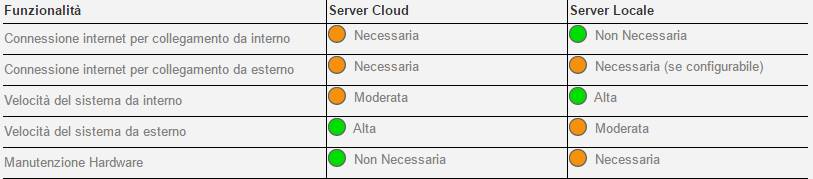 Funzionalità Server Cloud Server Locale
Connessione internet per collegamento da interno Necessaria Non Necessaria
Connessione internet per collegamento da esterno Necessaria Necessaria (se configurabile)
Velocità del sistema da interno Moderata Alta
Velocità del sistema da esterno Alta Moderata
Manutenzione Hardware Non Necessaria Necessaria